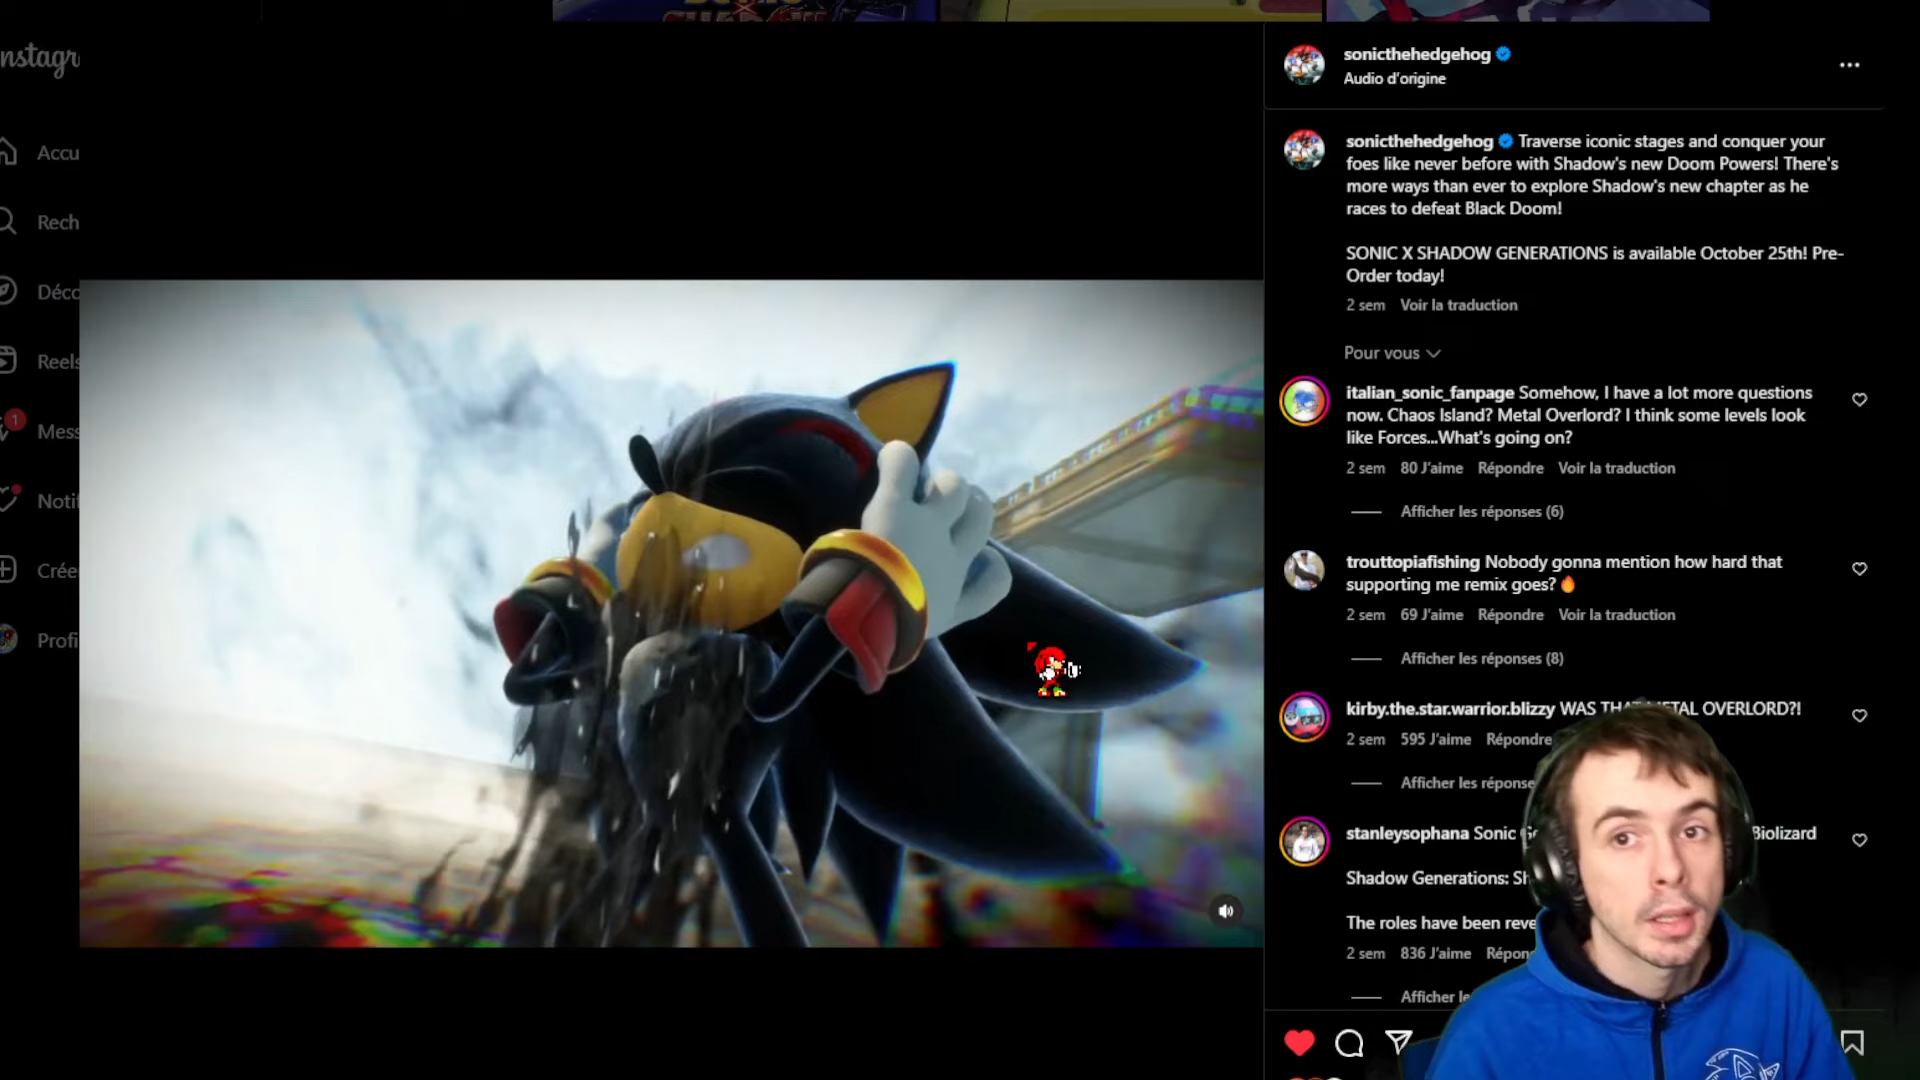 Accu
Rech
Déco
Reels
1
Mess
Notif
Créer
Profi
sonicthehedgehog
Audio d'origine
sonicthehedgehog Traverse iconic stages and conquer your
foes like never before with Shadow's new Doom Powers! There's
more ways than ever to explore Shadow's new chapter as he
races to defeat Black Doom!
SONIC X SHADOW GENERATIONS is available October 25th! Pre-
Order today!
2 sem Voir la traduction
Pour vous
italian_sonic_fanpage Somehow, I have a lot more questions
now. Chaos Island? Metal Overlord? I think some levels look
like Forces...What's going on?
2 sem 80 J'aime Répondre Voir la traduction
Afficher les réponses (6)
trouttopiafishing Nobody gonna mention how hard that
supporting me remix goes?🔥
2 sem 69 J'aime Répondre Voir la traduction
Afficher les réponses (8)
kirby.the.star.warrior.blizzy WAS THAT METAL OVERLORD?!
2 sem 595 J'aime Répondre
Afficher les réponses
stanleysophana Sonic Biolizard
Shadow Generations:
The roles have been reve
2 sem 836 J'aime Répon
Afficher le